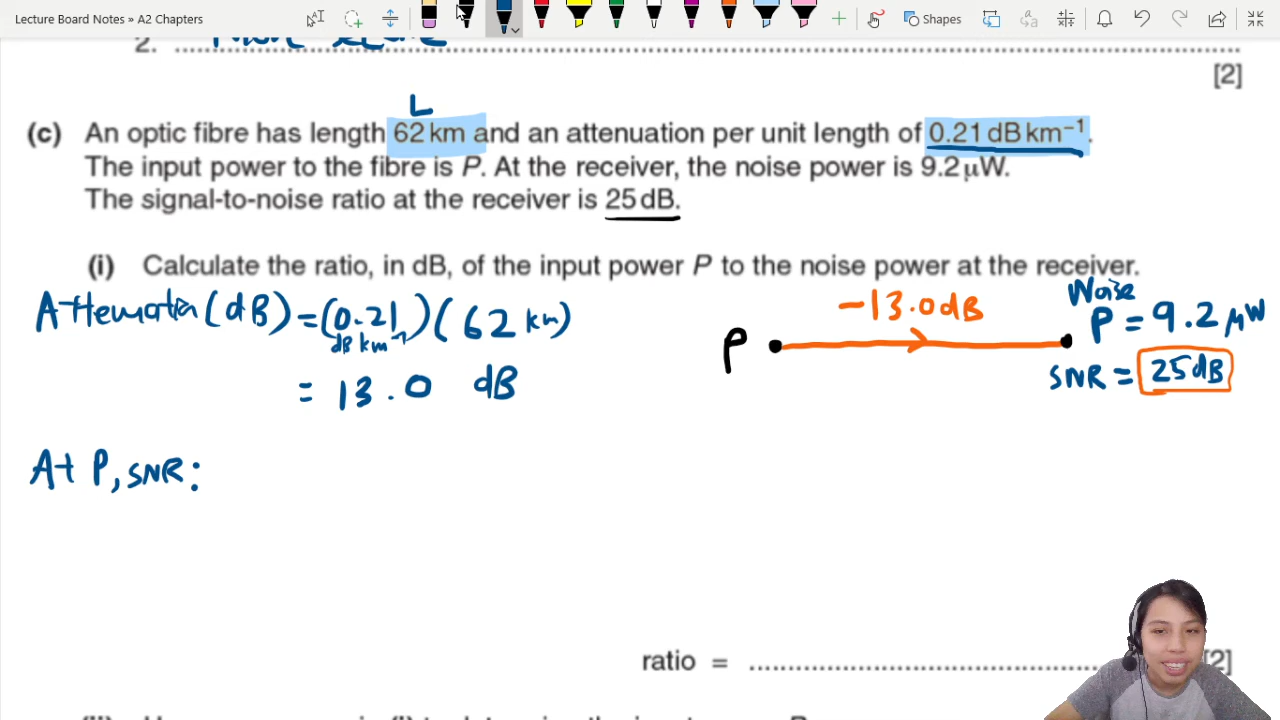 Lecture Board Notes » A2 Chapters
Shapes
2.
[2]
L
(c) An optic fibre has length 62 km and an attenuation per unit length of 0.21 dB km⁻¹.
The input power to the fibre is P. At the receiver, the noise power is 9.2 μW.
The signal-to-noise ratio at the receiver is 25 dB.
(i) Calculate the ratio, in dB, of the input power P to the noise power at the receiver.
Attenuation (dB) = (0.21 dB km⁻¹) (62 km)
= 13.0 dB
-13.0dB
P
Noise
P = 9.2 μW
SNR = 25dB
At P, SNR:
ratio = ........................................ [2]